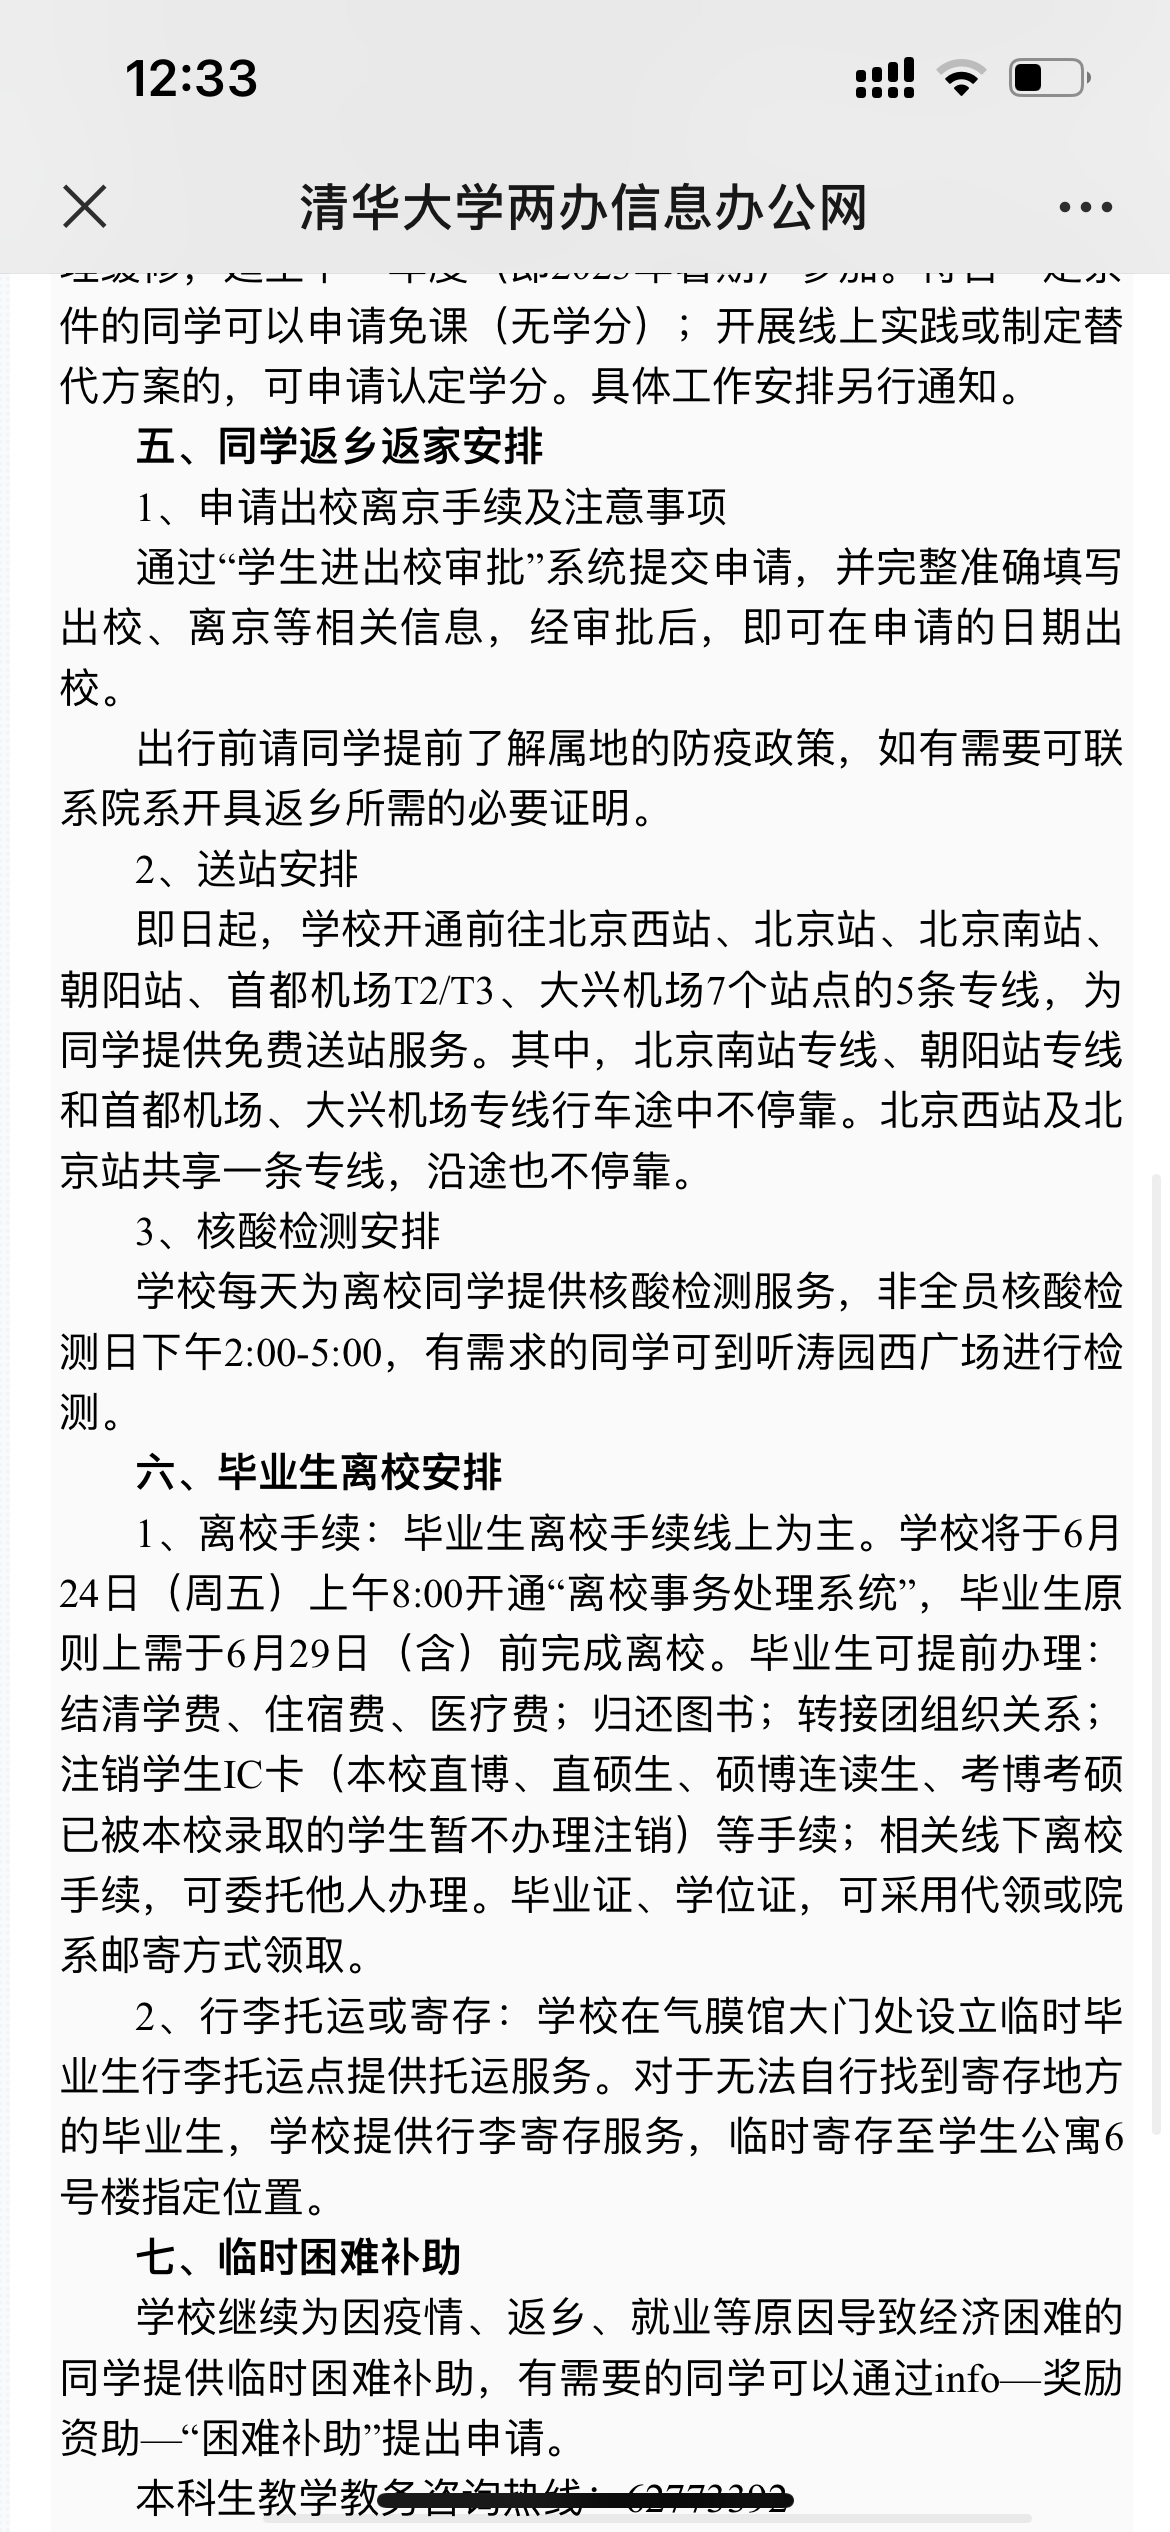 12:33
清华大学两办信息办公网
件的同学可以申请免课（无学分）；开展线上实践或制定替
代方案的，可申请认定学分。具体工作安排另行通知。
五、同学返乡返家安排
1、申请出校离京手续及注意事项
通过“学生进出校审批”系统提交申请，并完整准确填写
出校、离京等相关信息，经审批后，即可在申请的日期出
校。
出行前请同学提前了解属地的防疫政策，如有需要可联
系院系开具返乡所需的必要证明。
2、送站安排
即日起，学校开通前往北京西站、北京站、北京南站、
朝阳站、首都机场T2/T3、大兴机场7个站点的5条专线，为
同学提供免费送站服务。其中，北京南站专线、朝阳站专线
和首都机场、大兴机场专线行车途中不停靠。北京西站及北
京站共享一条专线，沿途也不停靠。
3、核酸检测安排
学校每天为离校同学提供核酸检测服务，非全员核酸检
测日下午2:00-5:00，有需求的同学可到听涛园西广场进行检
测。
六、毕业生离校安排
1、离校手续：毕业生离校手续线上为主。学校将于6月
24日（周五）上午8:00开通“离校事务处理系统”，毕业生原
则上需于6月29日（含）前完成离校。毕业生可提前办理：
结清学费、住宿费、医疗费；归还图书；转接团组织关系；
注销学生IC卡（本校直博、直硕生、硕博连读生、考博考硕
已被本校录取的学生暂不办理注销）等手续；相关线下离校
手续，可委托他人办理。毕业证、学位证，可采用代领或院
系邮寄方式领取。
2、行李托运或寄存：学校在气膜馆大门处设立临时毕
业生行李托运点提供托运服务。对于无法自行找到寄存地方
的毕业生，学校提供行李寄存服务，临时寄存至学生公寓6
号楼指定位置。
七、临时困难补助
学校继续为因疫情、返乡、就业等原因导致经济困难的
同学提供临时困难补助，有需要的同学可以通过info—奖励
资助—“困难补助”提出申请。
本科生教学教务咨询热线：62773392